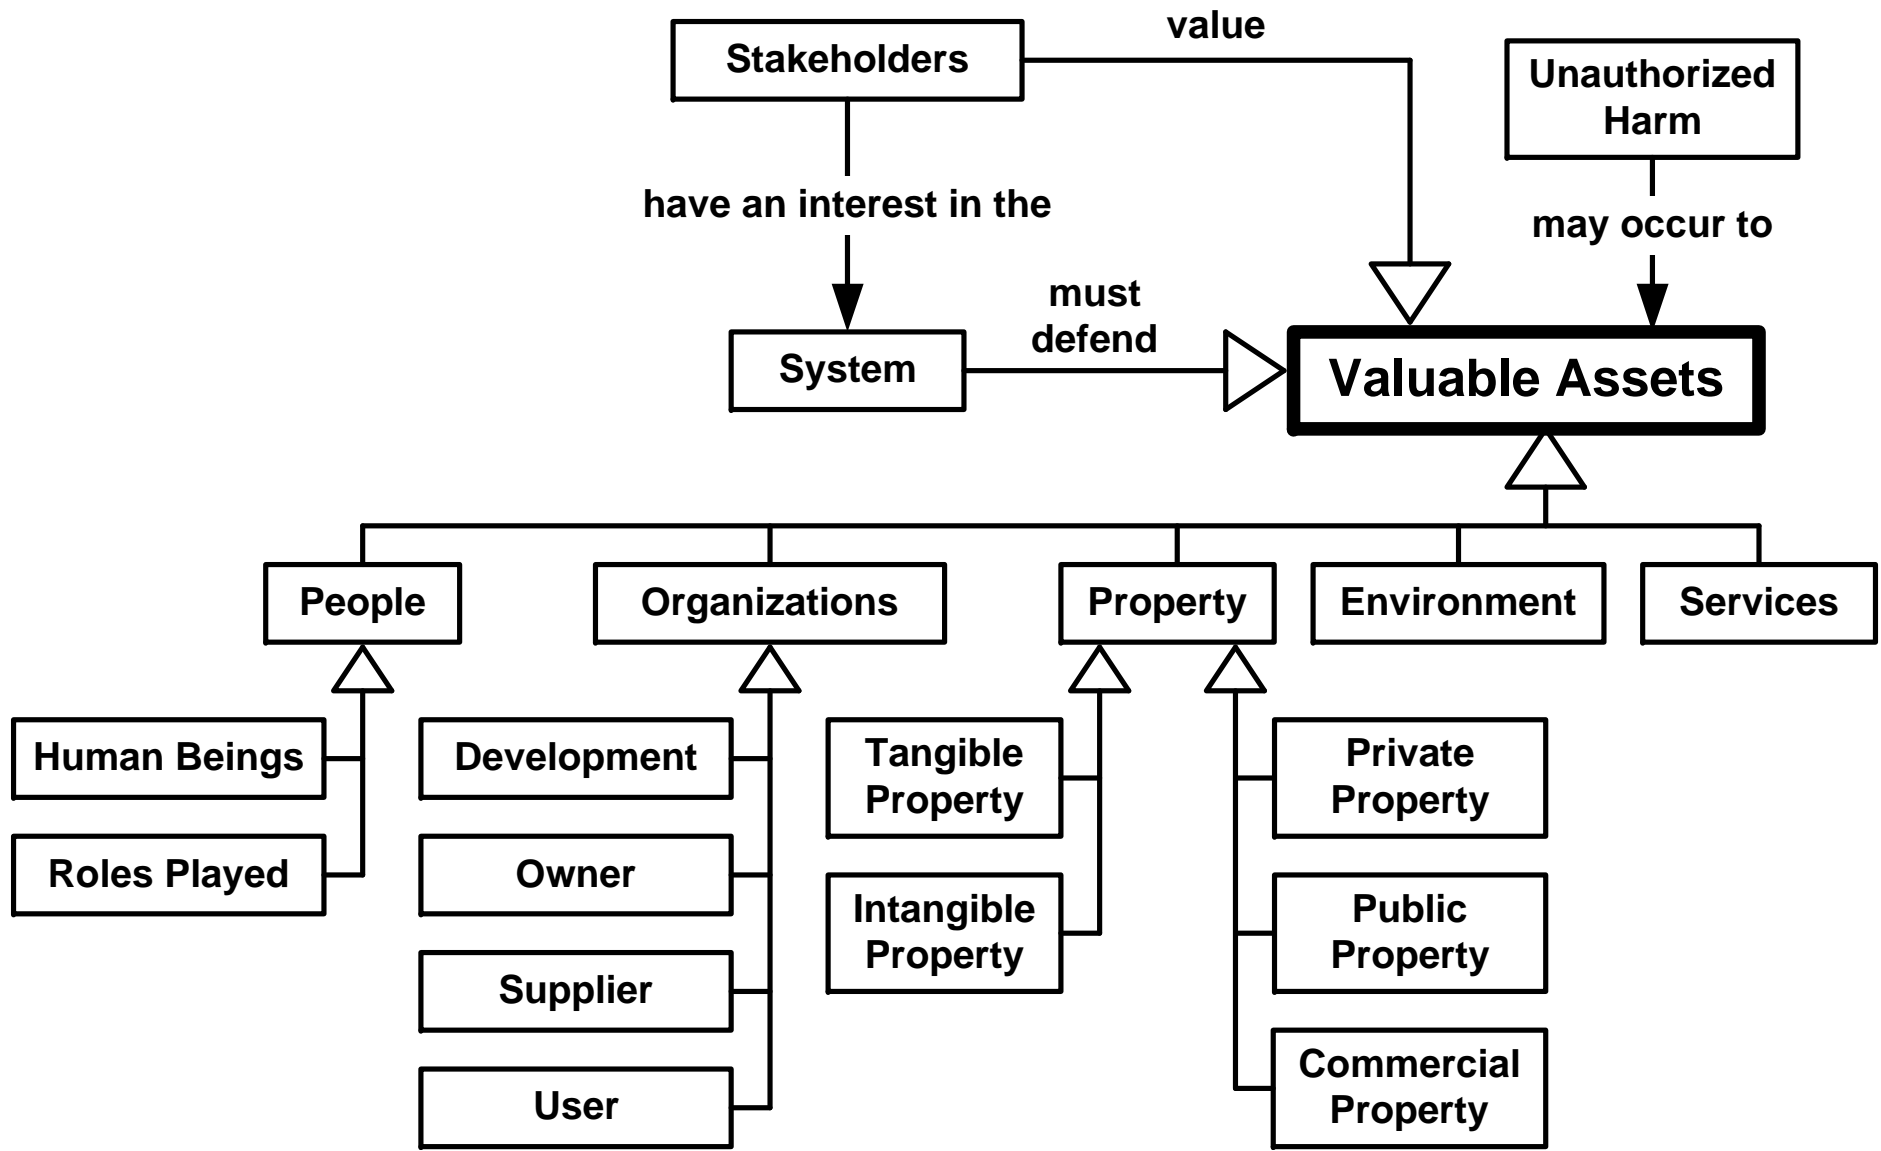 value
Stakeholders
Unauthorized
Harm
have an interest in the
may occur to
must
defend
System
Valuable Assets
People
Organizations
Property
Environment
Services
Human Beings
Roles Played
Development
Owner
Supplier
User
Tangible
Property
Intangible
Property
Private
Property
Public
Property
Commercial
Property